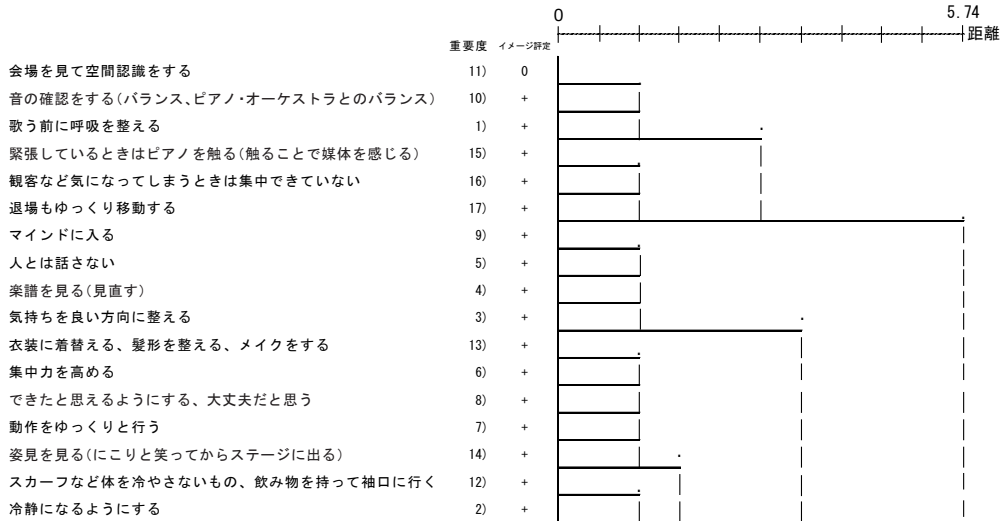 0 5.74
距離
重要度 イメージ評定
会場を見て空間認識をする 11) 0
音の確認をする(バランス、ピアノ・オーケストラとのバランス) 10) +
歌う前に呼吸を整える 1) +
緊張しているときはピアノを触る(触ることで媒体を感じる) 15) +
観客など気になってしまうときは集中できていない 16) +
退場もゆっくり移動する 17) +
マインドに入る 9) +
人とは話さない 5) +
楽譜を見る(見直す) 4) +
気持ちを良い方向に整える 3) +
衣装に着替える、髪形を整える、メイクをする 13) +
集中力を高める 6) +
できたと思えるようにする、大丈夫だと思う 8) +
動作をゆっくりと行う 7) +
姿見を見る(にこりと笑ってからステージに出る) 14) +
スカーフなど体を冷やさないもの、飲み物を持って袖口に行く 12) +
冷静になるようにする 2) +